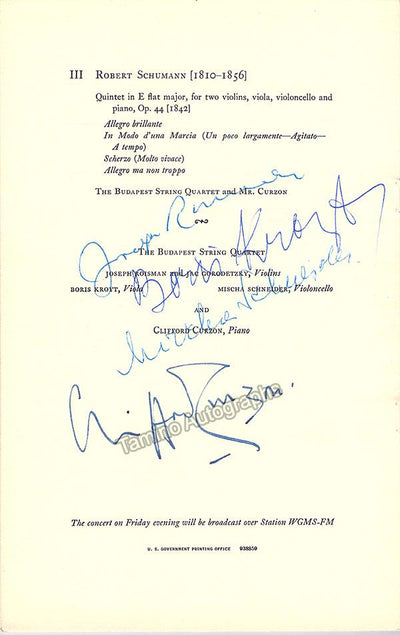 III ROBERT SCHUMANN [1810–1856]
Quintet in E flat major, for two violins, viola, violoncello and
piano, Op. 44 [1842]
Allegro brillante
In Modo d'una Marcia (Un poco largamente—Agitato—
A tempo)
Scherzo (Molto vivace)
Allegro ma non troppo
THE BUDAPEST STRING QUARTET AND MR. CURZON
Boris Kroyt
THE BUDAPEST STRING QUARTET
JOSEPH ROISMAN and JAC GORODETZKY, Violins
BORIS KROYT, Viola MISCHA SCHNEIDER, Violoncello
Mischa Schneider
AND
CLIFFORD CURZON, Piano
Clifford Curzon
Tamino Autographs
The concert on Friday evening will be broadcast over Station WGMS-FM
U. S. GOVERNMENT PRINTING OFFICE 938859